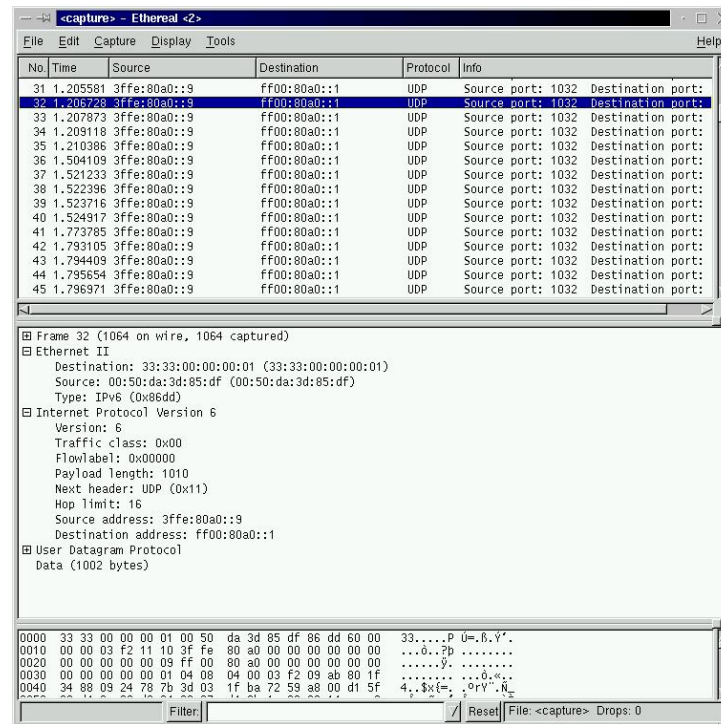 <capture> - Ethereal <2>
File Edit Capture Display Tools Help
No. Time Source Destination Protocol Info
31 1.205581 3ffe:80a0::9 ff00:80a0::1 UDP Source port: 1032 Destination port:
32 1.206728 3ffe:80a0::9 ff00:80a0::1 UDP Source port: 1032 Destination port:
33 1.207873 3ffe:80a0::9 ff00:80a0::1 UDP Source port: 1032 Destination port:
34 1.209118 3ffe:80a0::9 ff00:80a0::1 UDP Source port: 1032 Destination port:
35 1.210386 3ffe:80a0::9 ff00:80a0::1 UDP Source port: 1032 Destination port:
36 1.504109 3ffe:80a0::9 ff00:80a0::1 UDP Source port: 1032 Destination port:
37 1.521233 3ffe:80a0::9 ff00:80a0::1 UDP Source port: 1032 Destination port:
38 1.522396 3ffe:80a0::9 ff00:80a0::1 UDP Source port: 1032 Destination port:
39 1.523716 3ffe:80a0::9 ff00:80a0::1 UDP Source port: 1032 Destination port:
40 1.524917 3ffe:80a0::9 ff00:80a0::1 UDP Source port: 1032 Destination port:
41 1.773785 3ffe:80a0::9 ff00:80a0::1 UDP Source port: 1032 Destination port:
42 1.793105 3ffe:80a0::9 ff00:80a0::1 UDP Source port: 1032 Destination port:
43 1.794409 3ffe:80a0::9 ff00:80a0::1 UDP Source port: 1032 Destination port:
44 1.795654 3ffe:80a0::9 ff00:80a0::1 UDP Source port: 1032 Destination port:
45 1.796971 3ffe:80a0::9 ff00:80a0::1 UDP Source port: 1032 Destination port:
Frame 32 (1064 on wire, 1064 captured)
Ethernet II
Destination: 33:33:00:00:00:01 (33:33:00:00:00:01)
Source: 00:50:da:3d:85:df (00:50:da:3d:85:df)
Type: IPv6 (0x86dd)
Internet Protocol Version 6
Version: 6
Traffic class: 0x00
Flowlabel: 0x00000
Payload length: 1010
Next header: UDP (0x11)
Hop limit: 16
Source address: 3ffe:80a0::9
Destination address: ff00:80a0::1
User Datagram Protocol
Data (1002 bytes)
0000 33 33 00 00 00 01 00 50 da 3d 85 df 86 dd 60 00 33.....P Ú=.ß.Ý`.
0010 00 00 03 f2 11 10 3f fe 80 a0 00 00 00 00 00 00 ...ò..?þ ........
0020 00 00 00 00 09 ff 00 80 a0 00 00 00 00 00 00 .....ÿ. ........
0030 00 00 00 00 01 04 08 04 00 03 f2 09 ab 80 1f
0040 34 88 09 24 78 7b 3d 03 1f ba 72 59 a8 00 d1 5f 4..$x{=. .ºrY¨.Ñ_
Filter: Reset File: <capture> Drops: 0